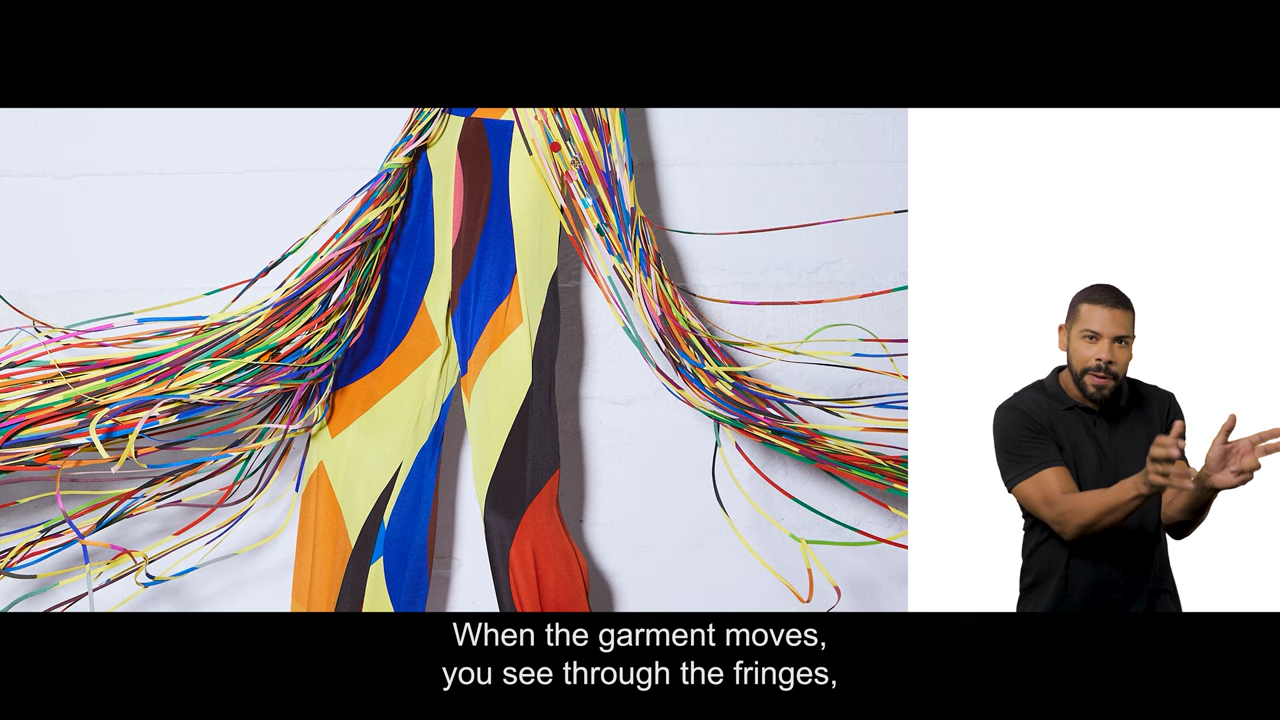 When the garment moves,
you see through the fringes,